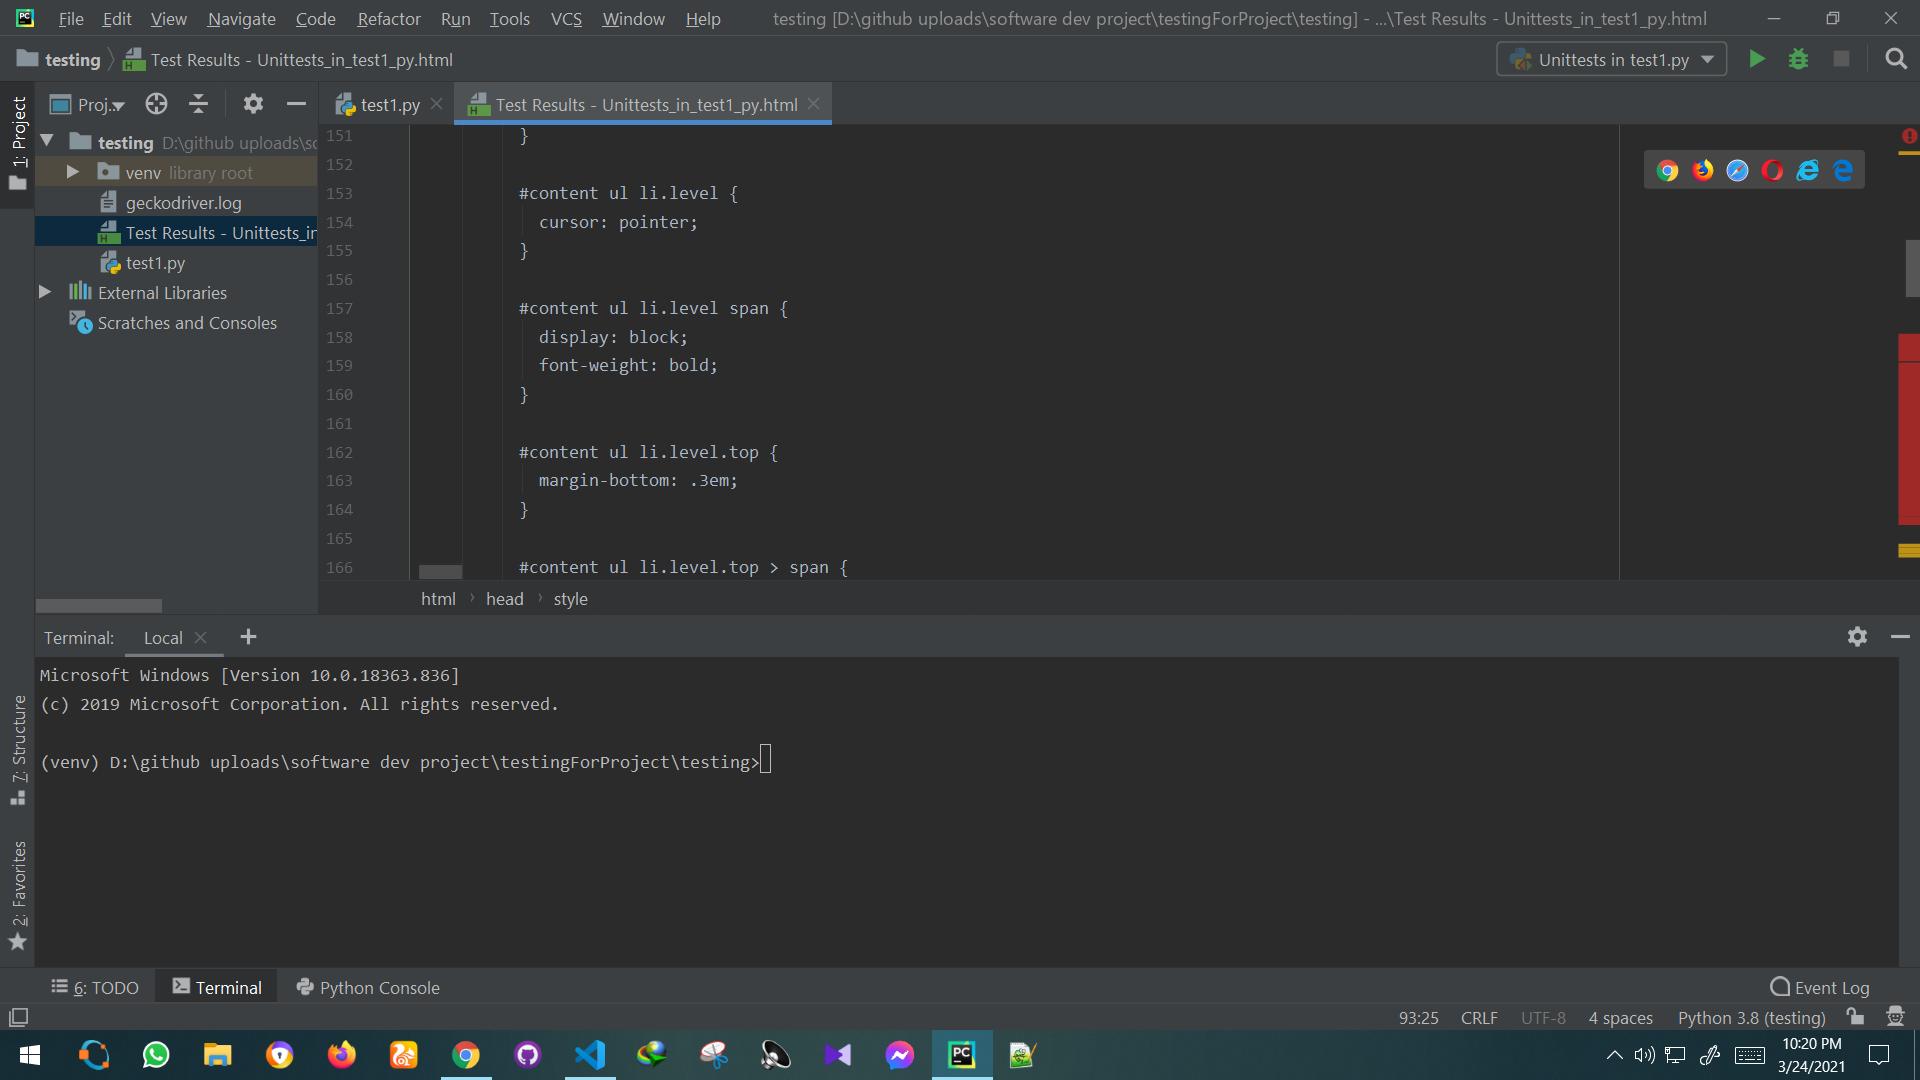 File Edit View Navigate Code Refactor Run Tools VCS Window Help testing [D:\github uploads\software dev project\testingForProject\testing] - ...\Test Results - Unittests_in_test1_py.html
testing Test Results - Unittests_in_test1_py.html Unittests in test1.py
1: Project
Proj..
test1.py Test Results - Unittests_in_test1_py.html
testing D:\github uploads\so
venv library root
geckodriver.log
Test Results - Unittests_in
test1.py
External Libraries
Scratches and Consoles
151 }
152
153 #content ul li.level {
154 cursor: pointer;
155 }
156
157 #content ul li.level span {
158 display: block;
159 font-weight: bold;
160 }
161
162 #content ul li.level.top {
163 margin-bottom: .3em;
164 }
165
166 #content ul li.level.top > span {
html head style
Terminal: Local
Microsoft Windows [Version 10.0.18363.836]
(c) 2019 Microsoft Corporation. All rights reserved.
(venv) D:\github uploads\software dev project\testingForProject\testing>
7: Structure
2: Favorites
6: TODO Terminal Python Console Event Log
93:25 CRLF UTF-8 4 spaces Python 3.8 (testing)
PC
10:20 PM
3/24/2021